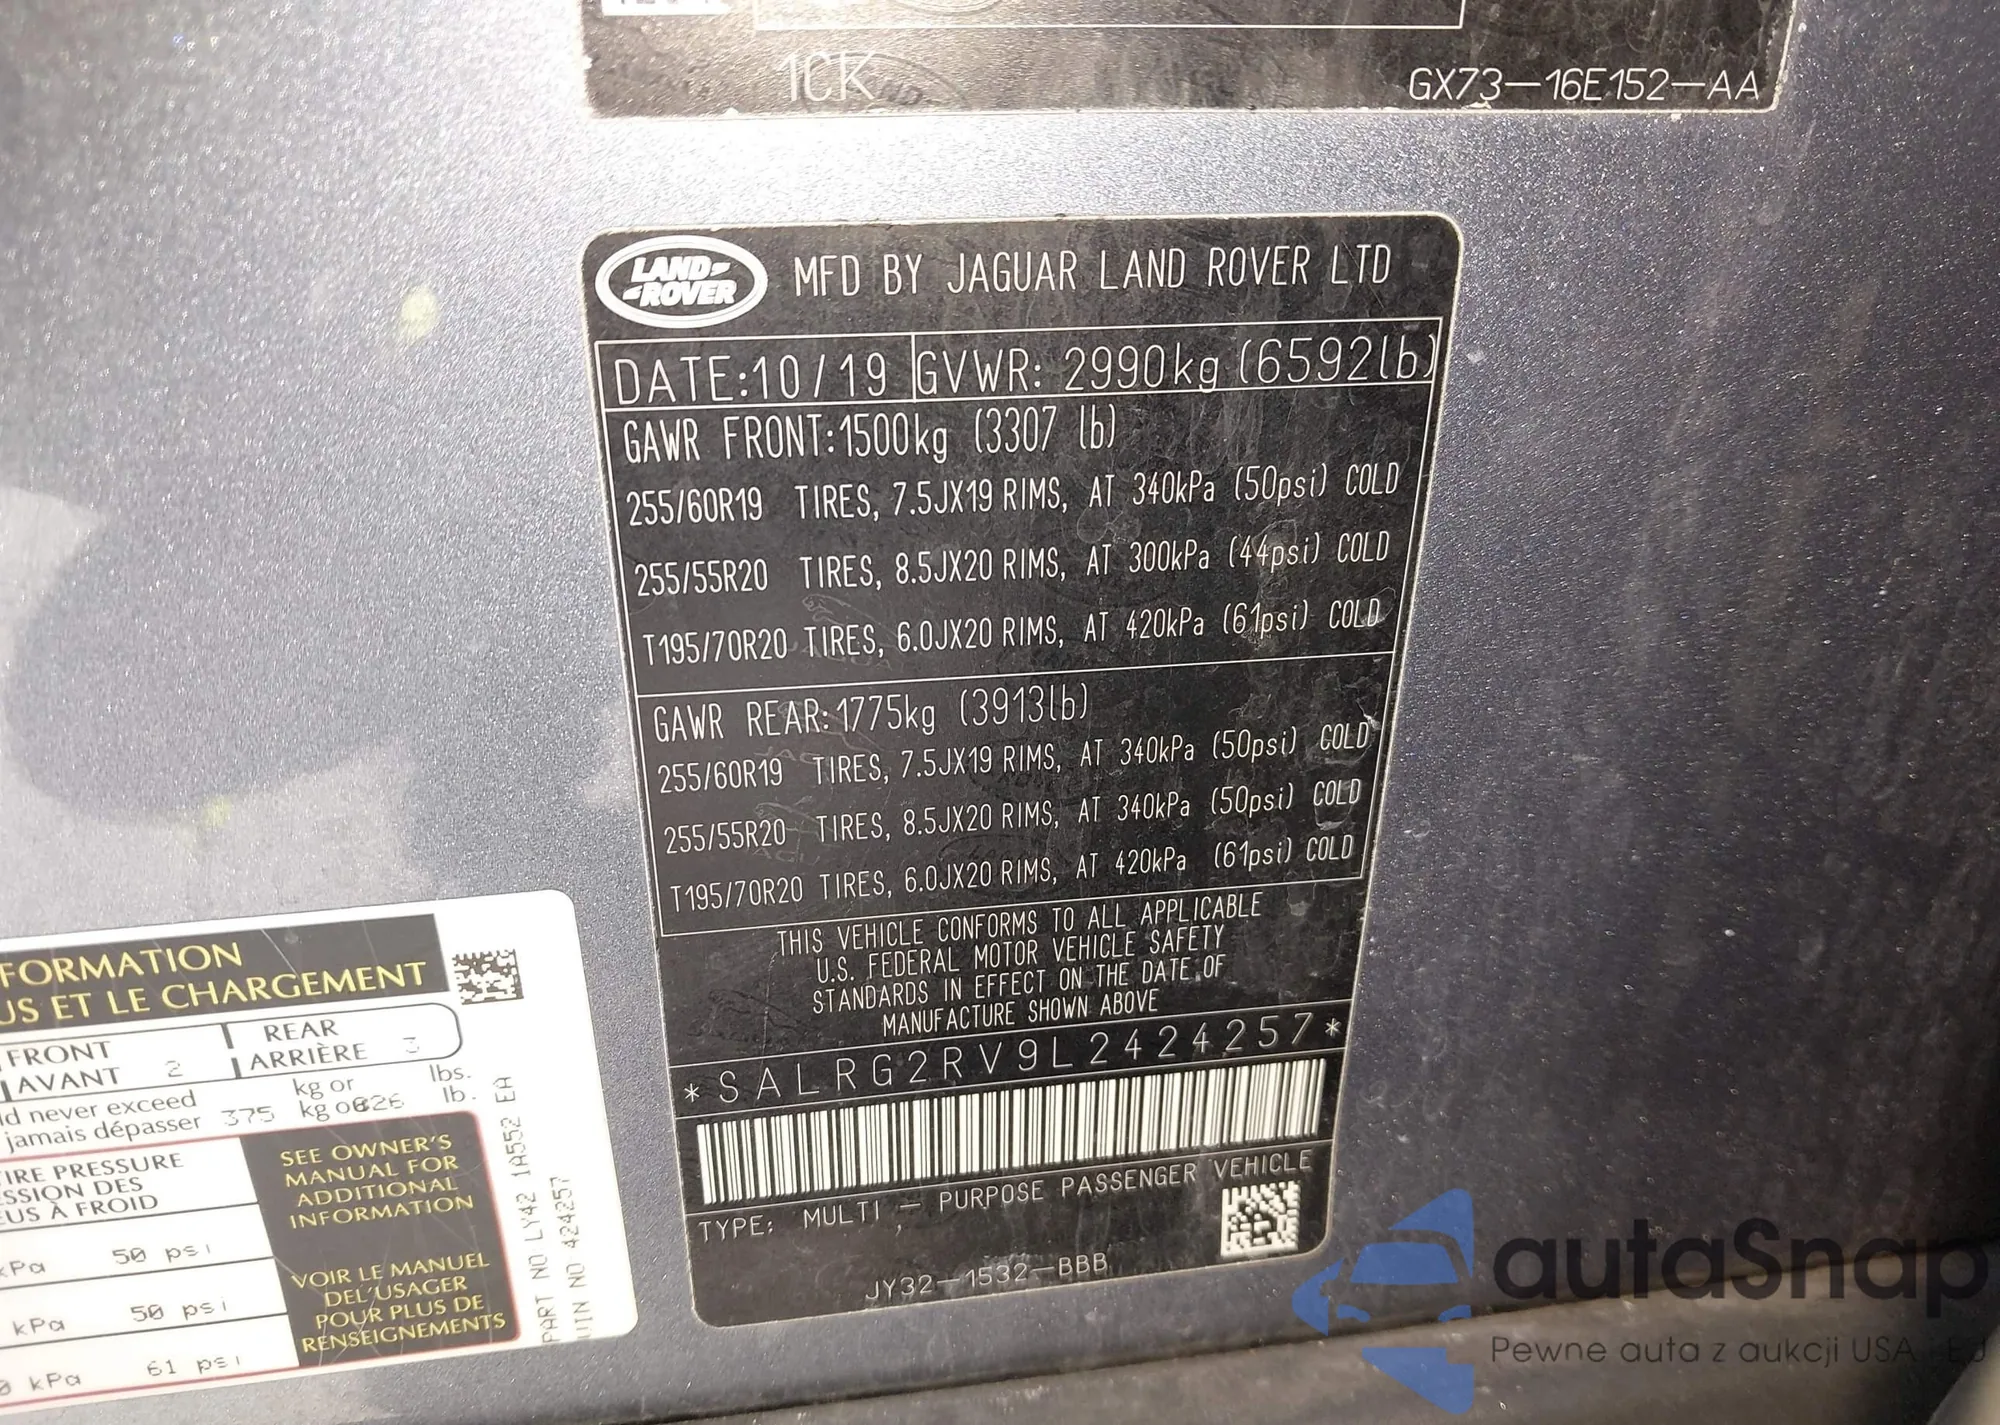 1CK
GX73-16E152-AA
LAND-
-ROVER
MFD BY JAGUAR LAND ROVER LTD
DATE:10/19 GVWR: 2990kg (6592lb)
GAWR FRONT:1500kg (3307 lb)
255/60R19 TIRES, 7.5JX19 RIMS, AT 340kPa (50psi) COLD
255/55R20 TIRES, 8.5JX20 RIMS, AT 300kPa (44psi) COLD
T195/70R20 TIRES, 6.0JX20 RIMS, AT 420kPa (61psi) COLD
GAWR REAR:1775kg (3913lb)
255/60R19 TIRES, 7.5JX19 RIMS, AT 340kPa (50psi) COLD
255/55R20 TIRES, 8.5JX20 RIMS, AT 340kPa (50psi) COLD
T195/70R20 TIRES, 6.0JX20 RIMS, AT 420kPa (61psi) COLD
THIS VEHICLE CONFORMS TO ALL APPLICABLE
U.S. FEDERAL MOTOR VEHICLE SAFETY
STANDARDS IN EFFECT ON THE DATE OF
MANUFACTURE SHOWN ABOVE
*SALRG2RV9L2424257*
TYPE: MULTI - PURPOSE PASSENGER VEHICLE
JY32-1532-BBB
FORMATION
US ET LE CHARGEMENT
FRONT
AVANT 2
REAR
ARRIÈRE 3
ld never exceed
jamais dépasser 375
kg or lbs.
kg o826 lb.
IRE PRESSURE
SSION DES
EUS À FROID
kPa 50 psi
kPa 50 psi
0 kPa 61 psi
SEE OWNER'S
MANUAL FOR
ADDITIONAL
INFORMATION
VOIR LE MANUEL
DEL'USAGER
POUR PLUS DE
RENSEIGNEMENTS
PART NO LY42 1A552 EA
VIN NO 424257
autaSnap
Pewne auta z aukcji USA i EU